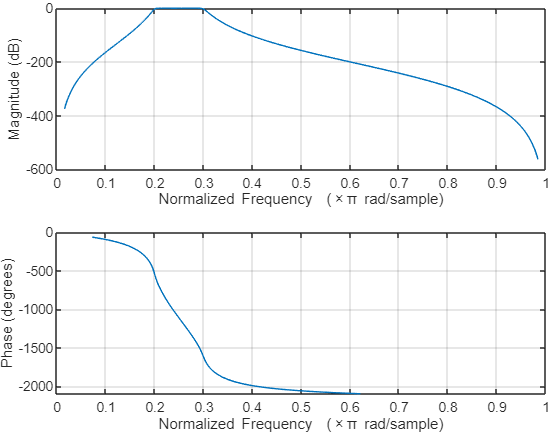 0
-200
-400
-600
Magnitude (dB)
0 0.1 0.2 0.3 0.4 0.5 0.6 0.7 0.8 0.9 1
Normalized Frequency (×π rad/sample)
0
-500
-1000
-1500
-2000
Phase (degrees)
0 0.1 0.2 0.3 0.4 0.5 0.6 0.7 0.8 0.9 1
Normalized Frequency (×π rad/sample)